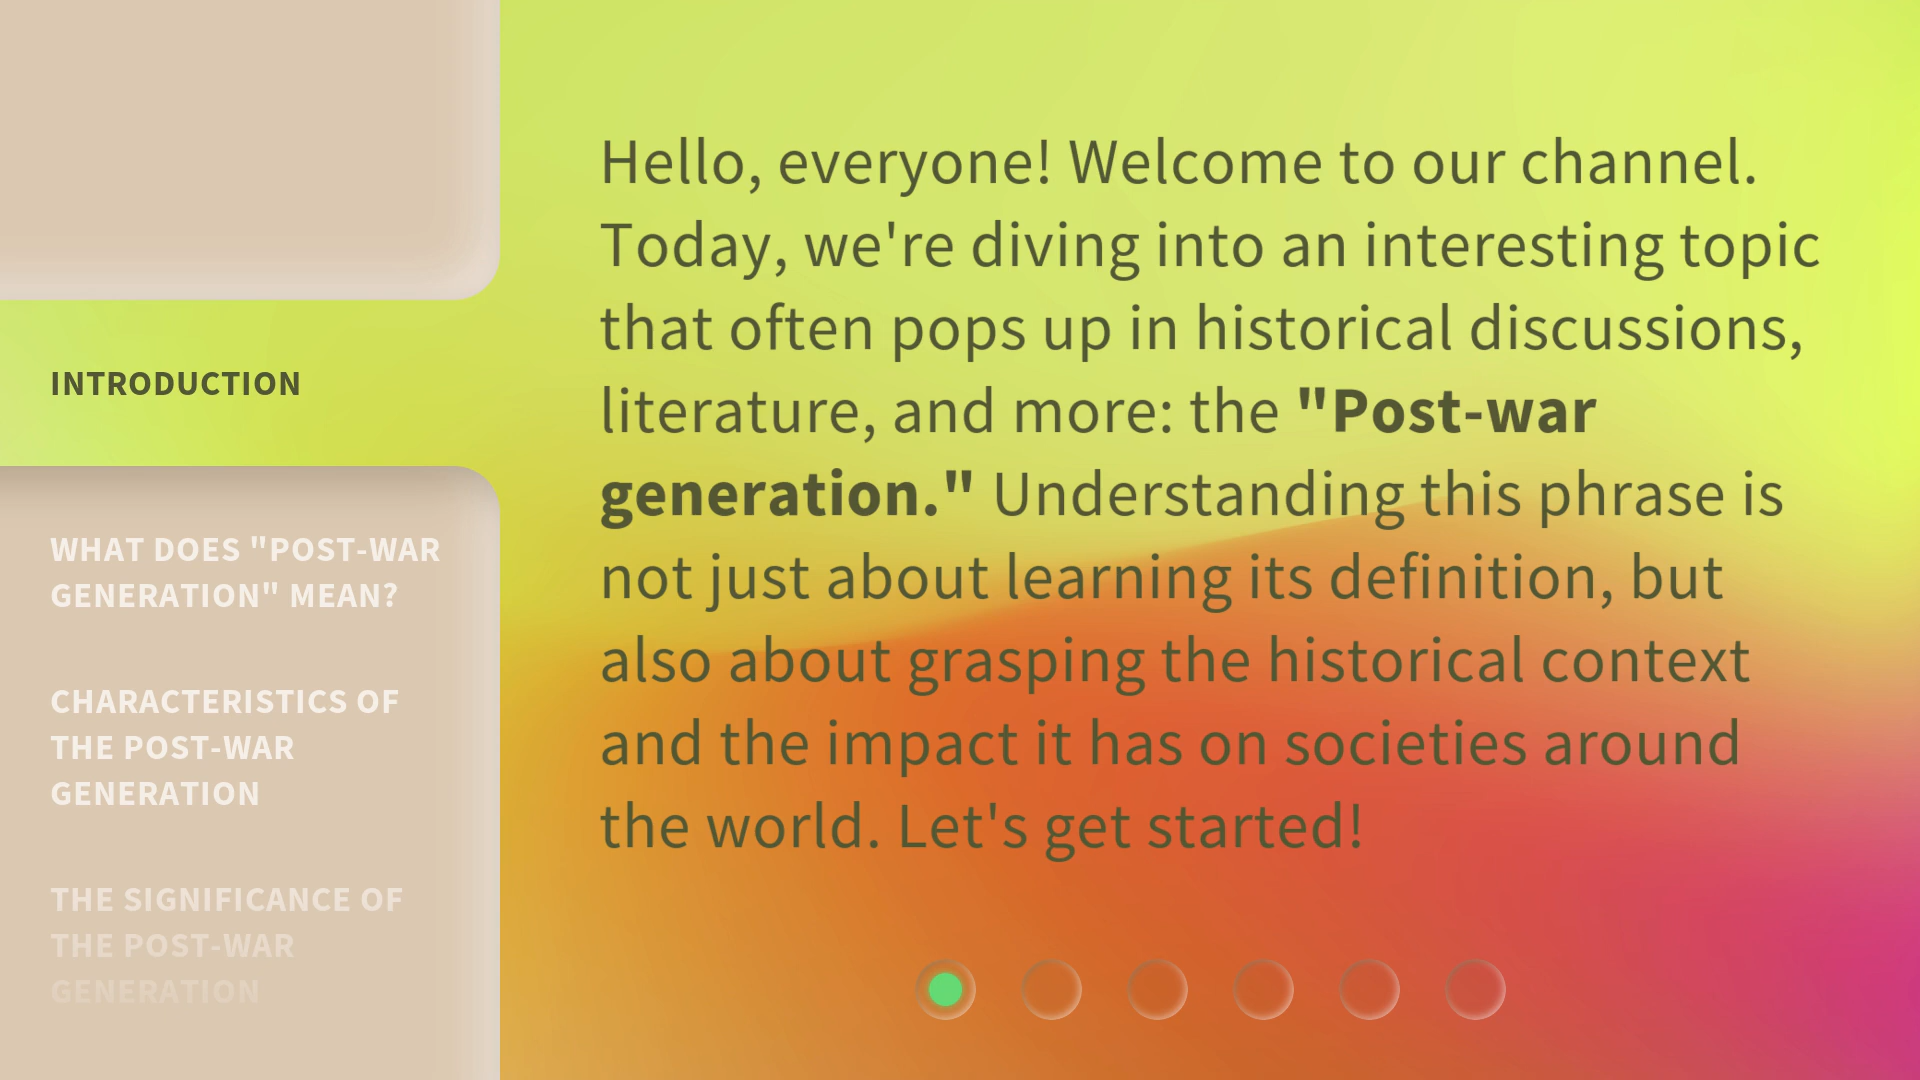 INTRODUCTION
WHAT DOES "POST-WAR
GENERATION" MEAN?
CHARACTERISTICS OF
THE POST-WAR
GENERATION
THE SIGNIFICANCE OF
THE POST-WAR
GENERATION
Hello, everyone! Welcome to our channel.
Today, we're diving into an interesting topic
that often pops up in historical discussions,
literature, and more: the "Post-war
generation." Understanding this phrase is
not just about learning its definition, but
also about grasping the historical context
and the impact it has on societies around
the world. Let's get started!